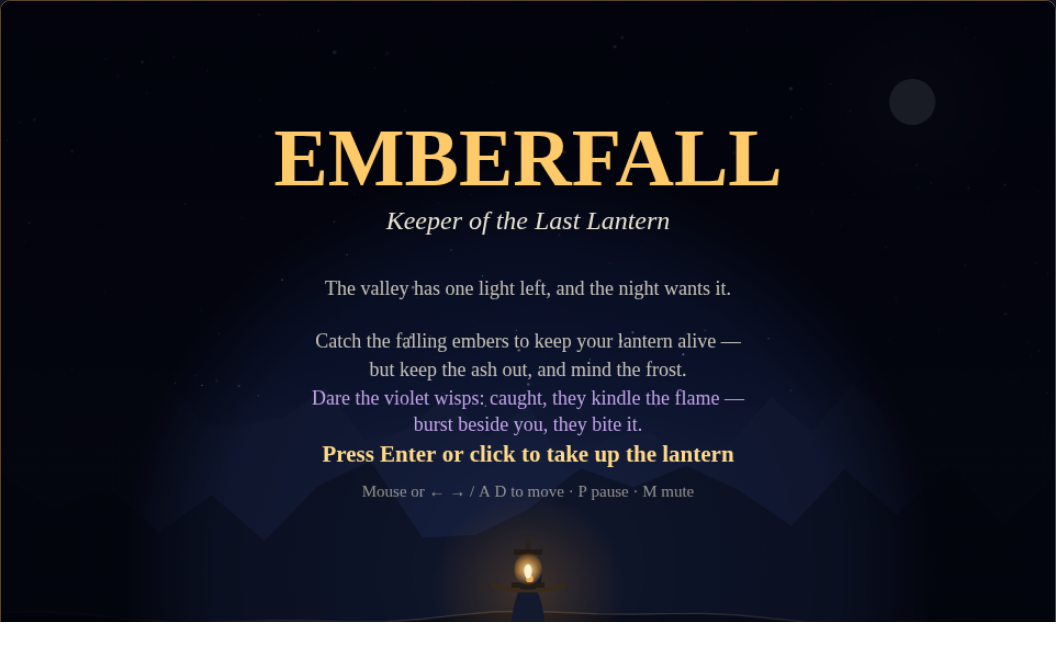 EMBERFALL
Keeper of the Last Lantern
The valley has one light left, and the night wants it.
Catch the falling embers to keep your lantern alive —
but keep the ash out, and mind the frost.
Dare the violet wisps: caught, they kindle the flame —
burst beside you, they bite it.
Press Enter or click to take up the lantern
Mouse or ← → / A D to move · P pause · M mute